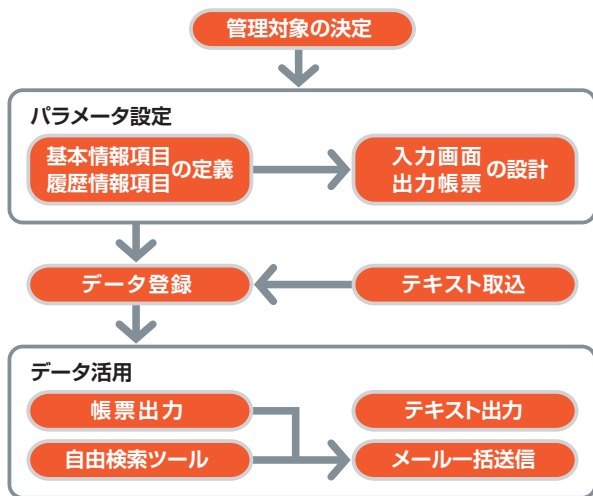 管理対象の決定
パラメータ設定
基本情報項目
履歴情報項目
の定義
入力画面
出力帳票
の設計
データ登録
テキスト取込
データ活用
帳票出力
テキスト出力
自由検索ツール
メール一括送信